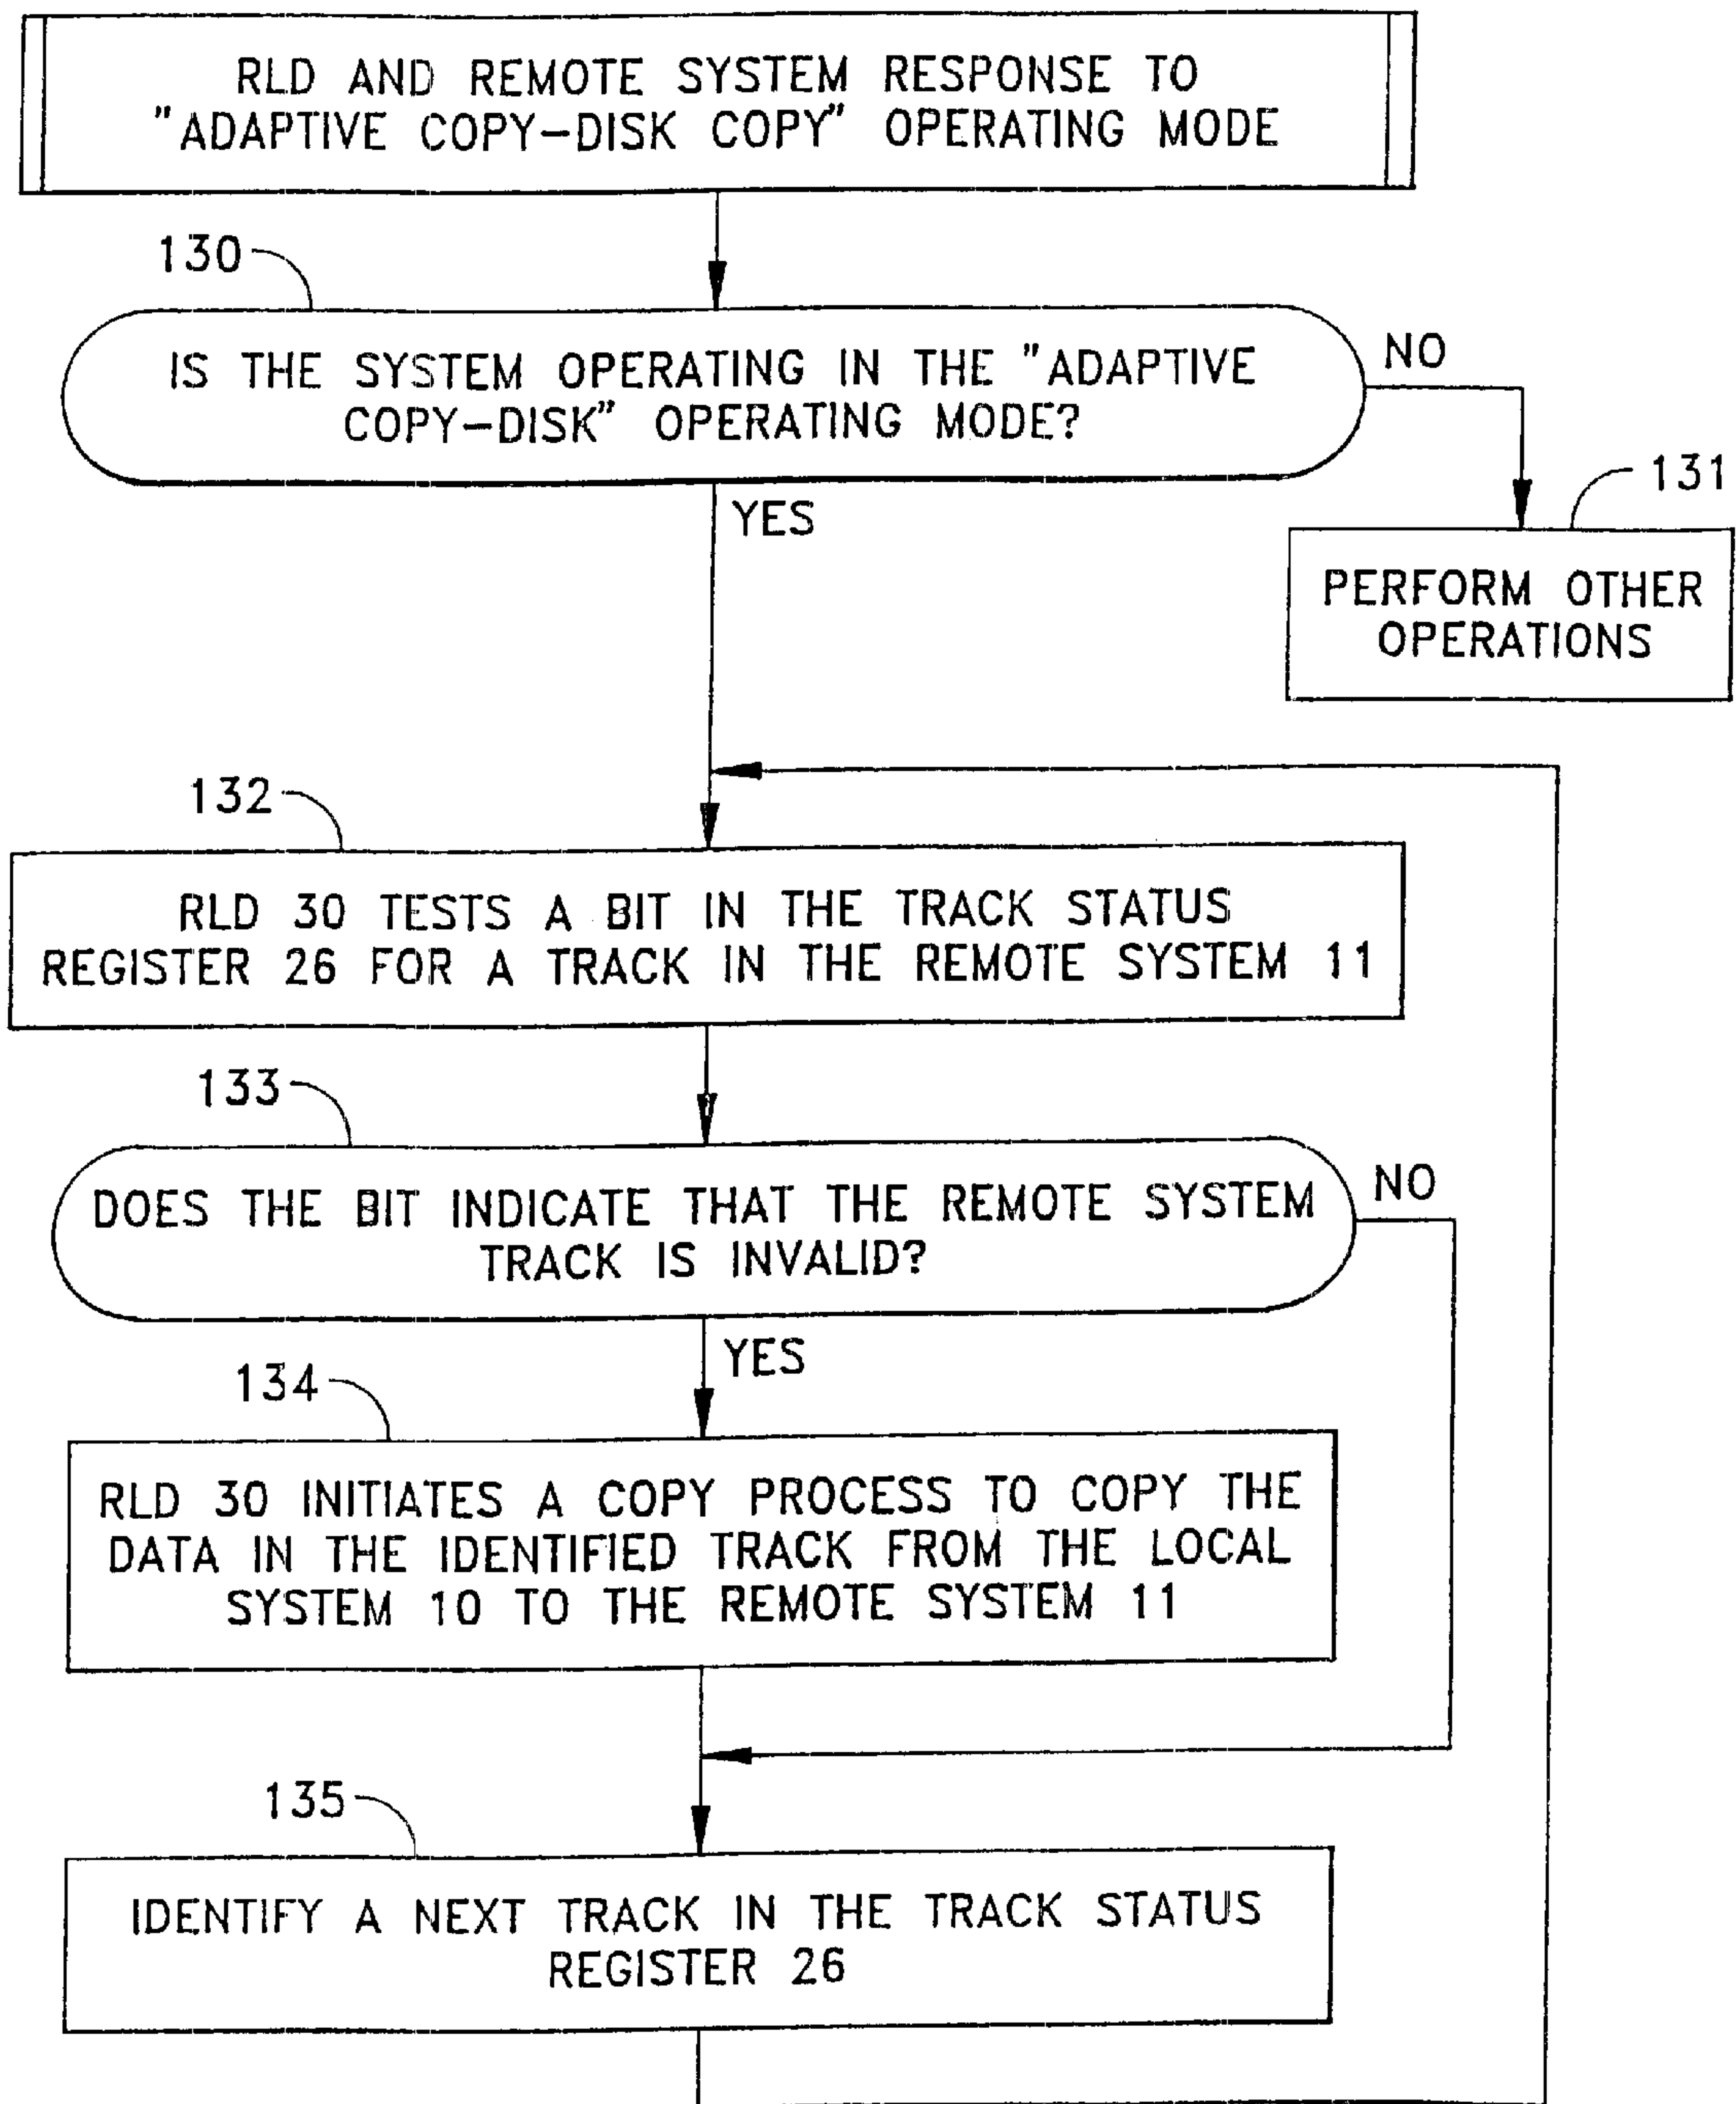 RLD AND REMOTE SYSTEM RESPONSE TO
"ADAPTIVE COPY-DISK COPY" OPERATING MODE
130
IS THE SYSTEM OPERATING IN THE "ADAPTIVE
COPY-DISK" OPERATING MODE?
NO
YES
131
PERFORM OTHER
OPERATIONS
132
RLD 30 TESTS A BIT IN THE TRACK STATUS
REGISTER 26 FOR A TRACK IN THE REMOTE SYSTEM 11
133
DOES THE BIT INDICATE THAT THE REMOTE SYSTEM
TRACK IS INVALID?
NO
YES
134
RLD 30 INITIATES A COPY PROCESS TO COPY THE
DATA IN THE IDENTIFIED TRACK FROM THE LOCAL
SYSTEM 10 TO THE REMOTE SYSTEM 11
135
IDENTIFY A NEXT TRACK IN THE TRACK STATUS
REGISTER 26